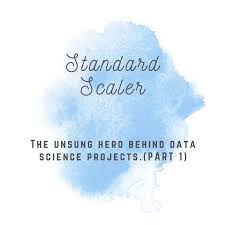 Standard
Scaler
The unsung hero behind data
science projects.(PART 1)